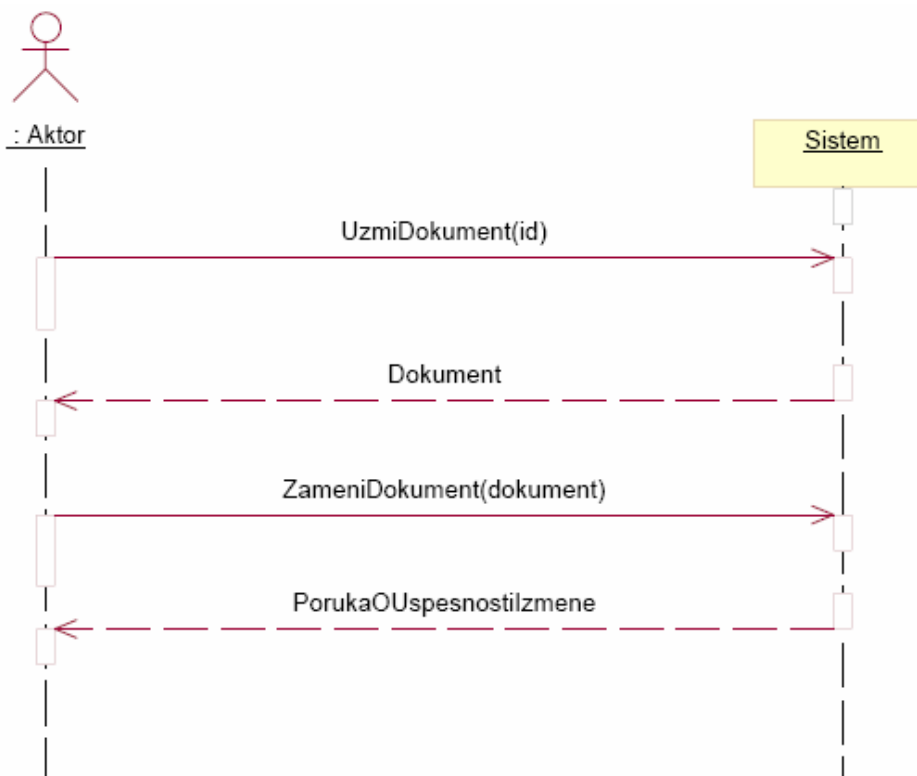 : Aktor
Sistem
UzmiDokument(id)
Dokument
ZameniDokument(dokument)
PorukaOUspesnostiIzmene